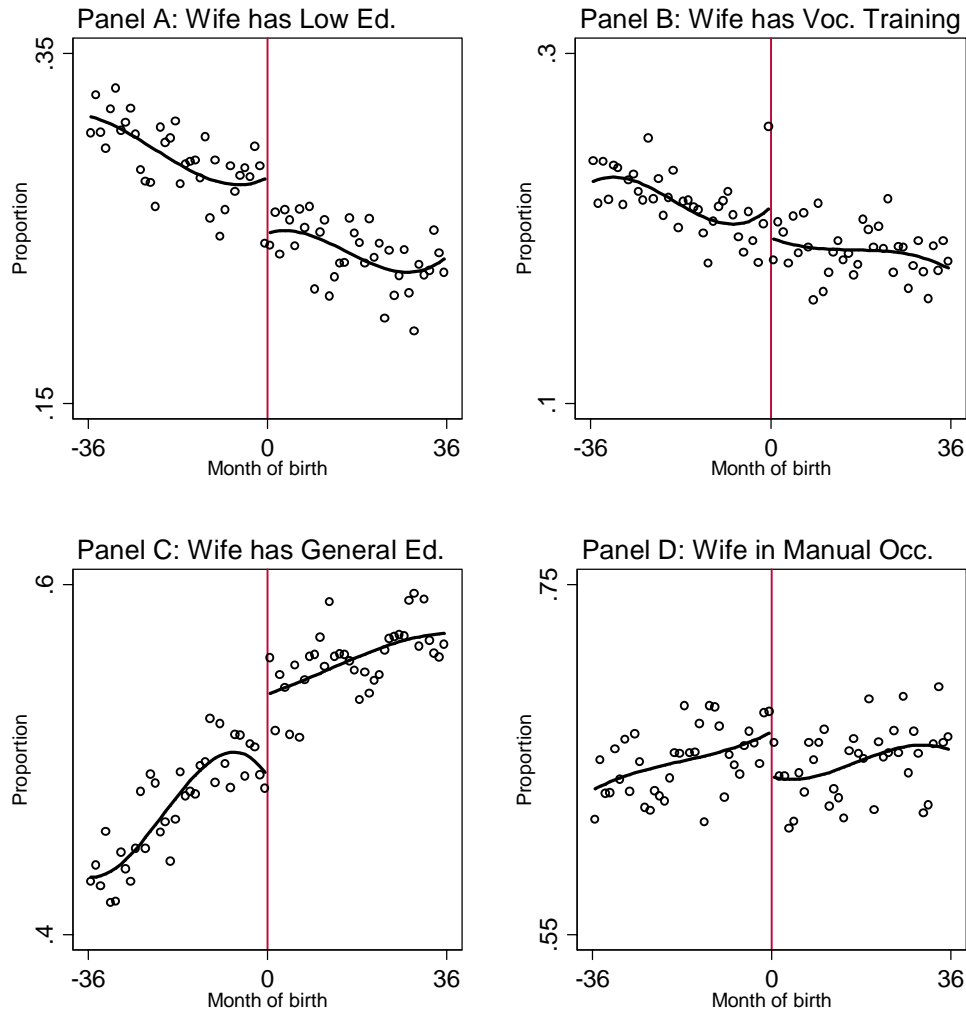 Panel A: Wife has Low Ed.
.35
.15
Proportion
-36 0 36
Month of birth
Panel B: Wife has Voc. Training
.3
.1
Proportion
-36 0 36
Month of birth
Panel C: Wife has General Ed.
.6
.4
Proportion
-36 0 36
Month of birth
Panel D: Wife in Manual Occ.
.75
.55
Proportion
-36 0 36
Month of birth